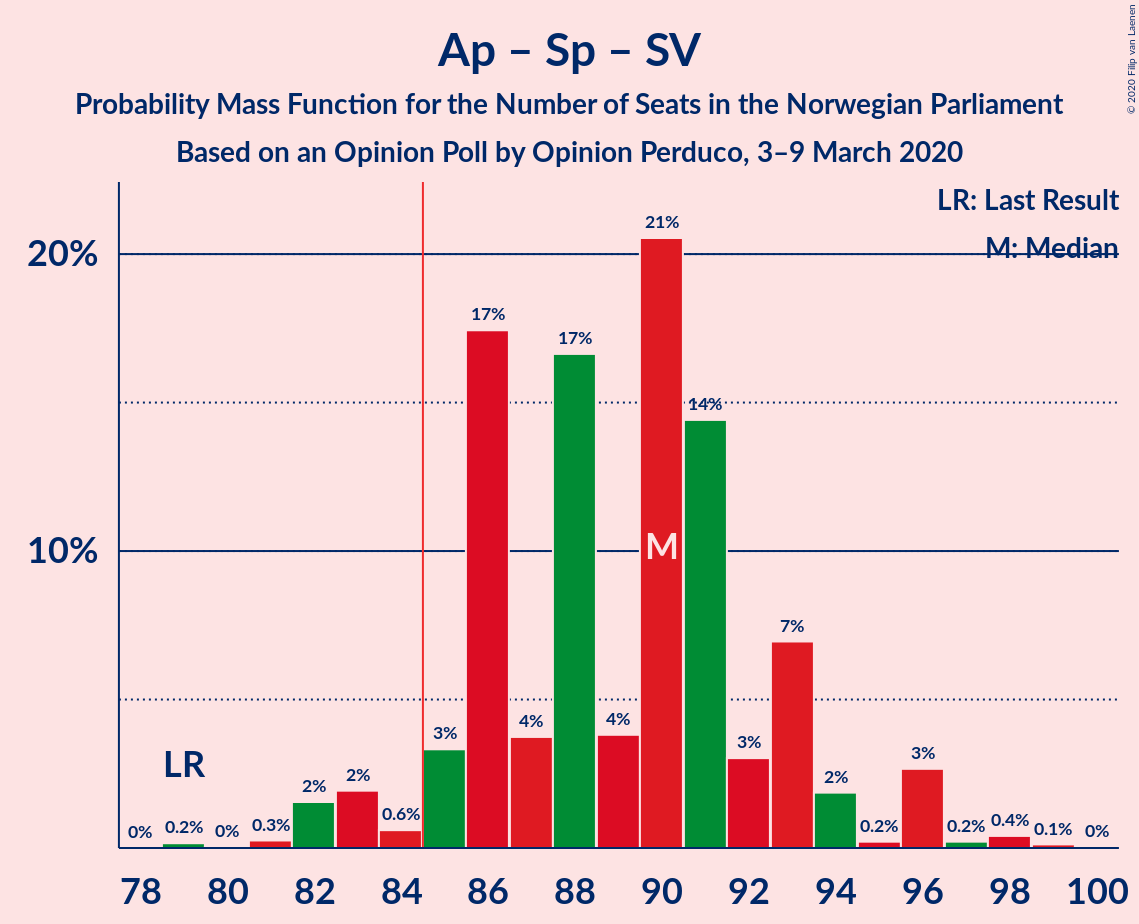 Ap – Sp – SV
Probability Mass Function for the Number of Seats in the Norwegian Parliament
Based on an Opinion Poll by Opinion Perduco, 3–9 March 2020
© 2020 Filip van Laenen
LR: Last Result
M: Median
20%
10%
LR
M
0%
0.2%
0%
0.3%
2%
2%
0.6%
3%
17%
4%
17%
4%
21%
14%
3%
7%
2%
0.2%
3%
0.2%
0.4%
0.1%
0%
78 80 82 84 86 88 90 92 94 96 98 100